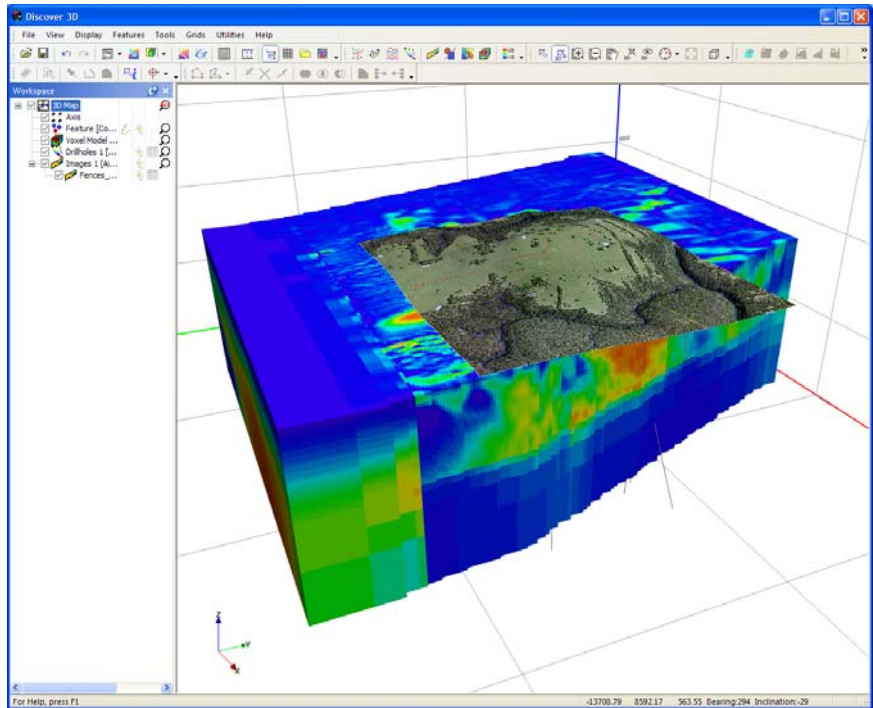 Discover 3D
File View Display Features Tools Grids Utilities Help
Workspace
3D Map
Axis
Feature [Co...
Voxel Model ...
Drillholes 1 [...
Images 1 [Ai...
Fences_...
Z
Y
X
For Help, press F1
-13708.79 8592.17 563.55 Bearing:294 Inclination:-29